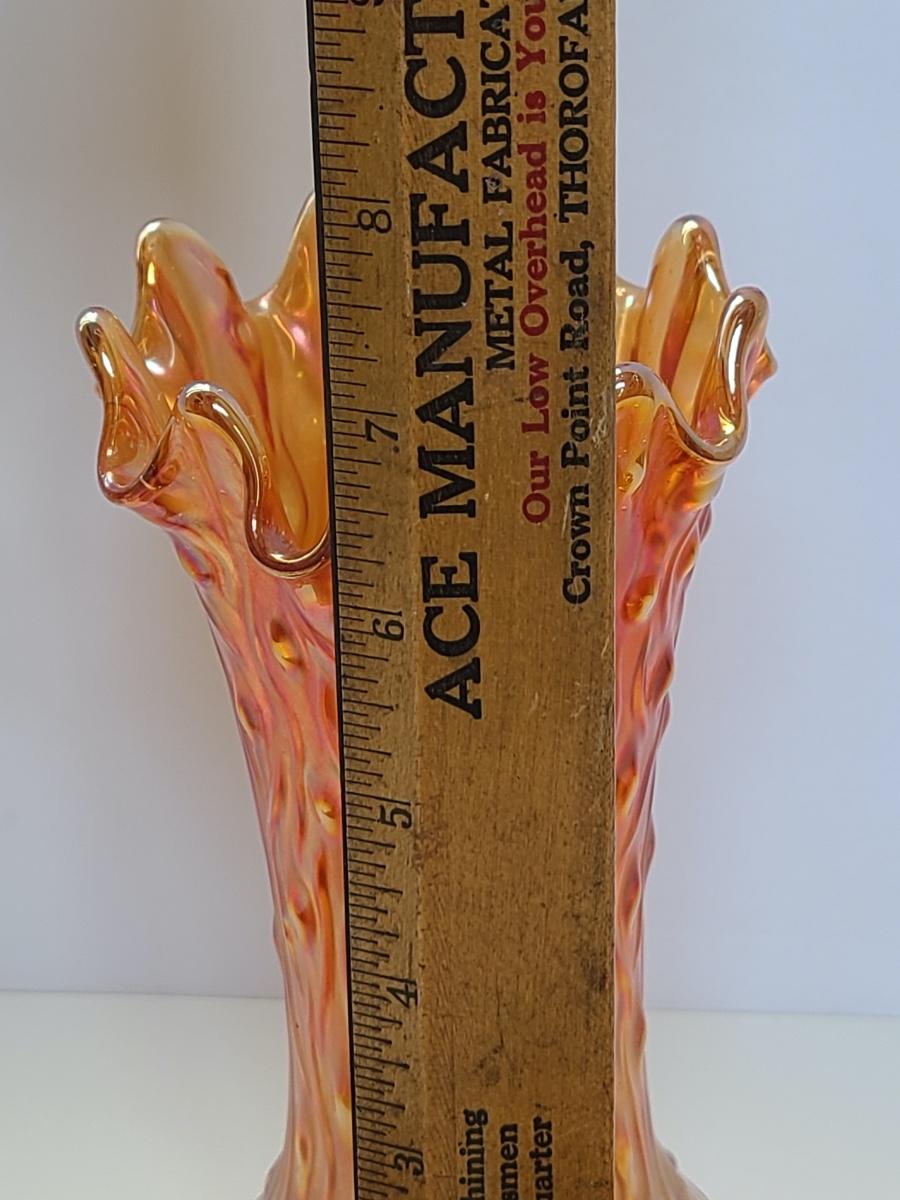 ACE MANUFACT
METAL FABRICAT
Our Low Overhead is You
Crown Point Road, THOROFA
hining
smen
uarter
8
7
6
5
4
3